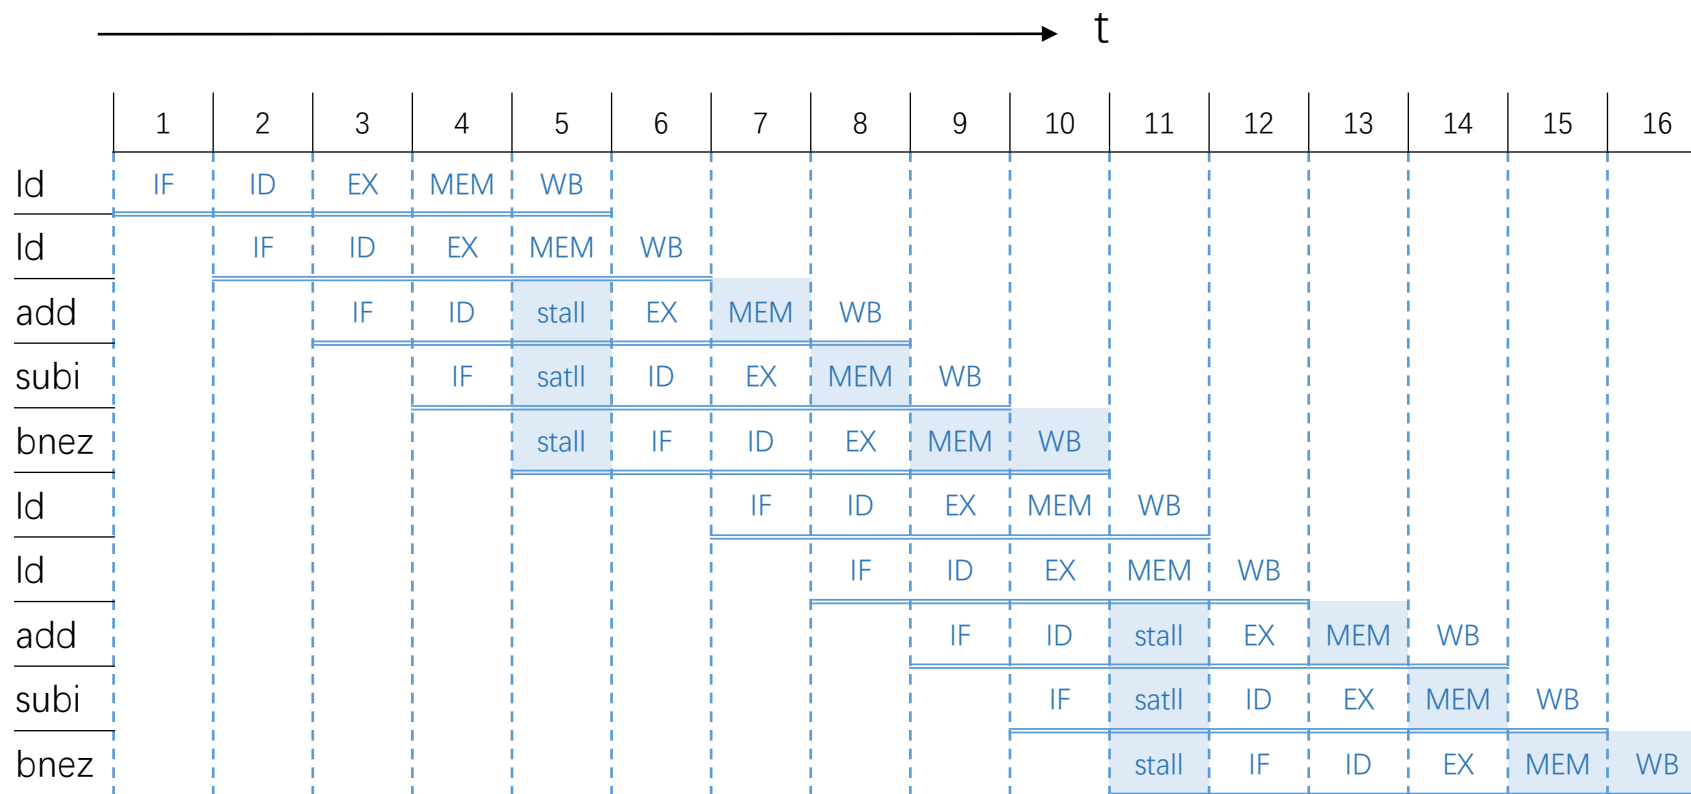 t
1 2 3 4 5 6 7 8 9 10 11 12 13 14 15 16
ld IF ID EX MEM WB
ld IF ID EX MEM WB
add IF ID stall EX MEM WB
subi IF satll ID EX MEM WB
bnez stall IF ID EX MEM WB
ld IF ID EX MEM WB
ld IF ID EX MEM WB
add IF ID stall EX MEM WB
subi IF satll ID EX MEM WB
bnez stall IF ID EX MEM WB